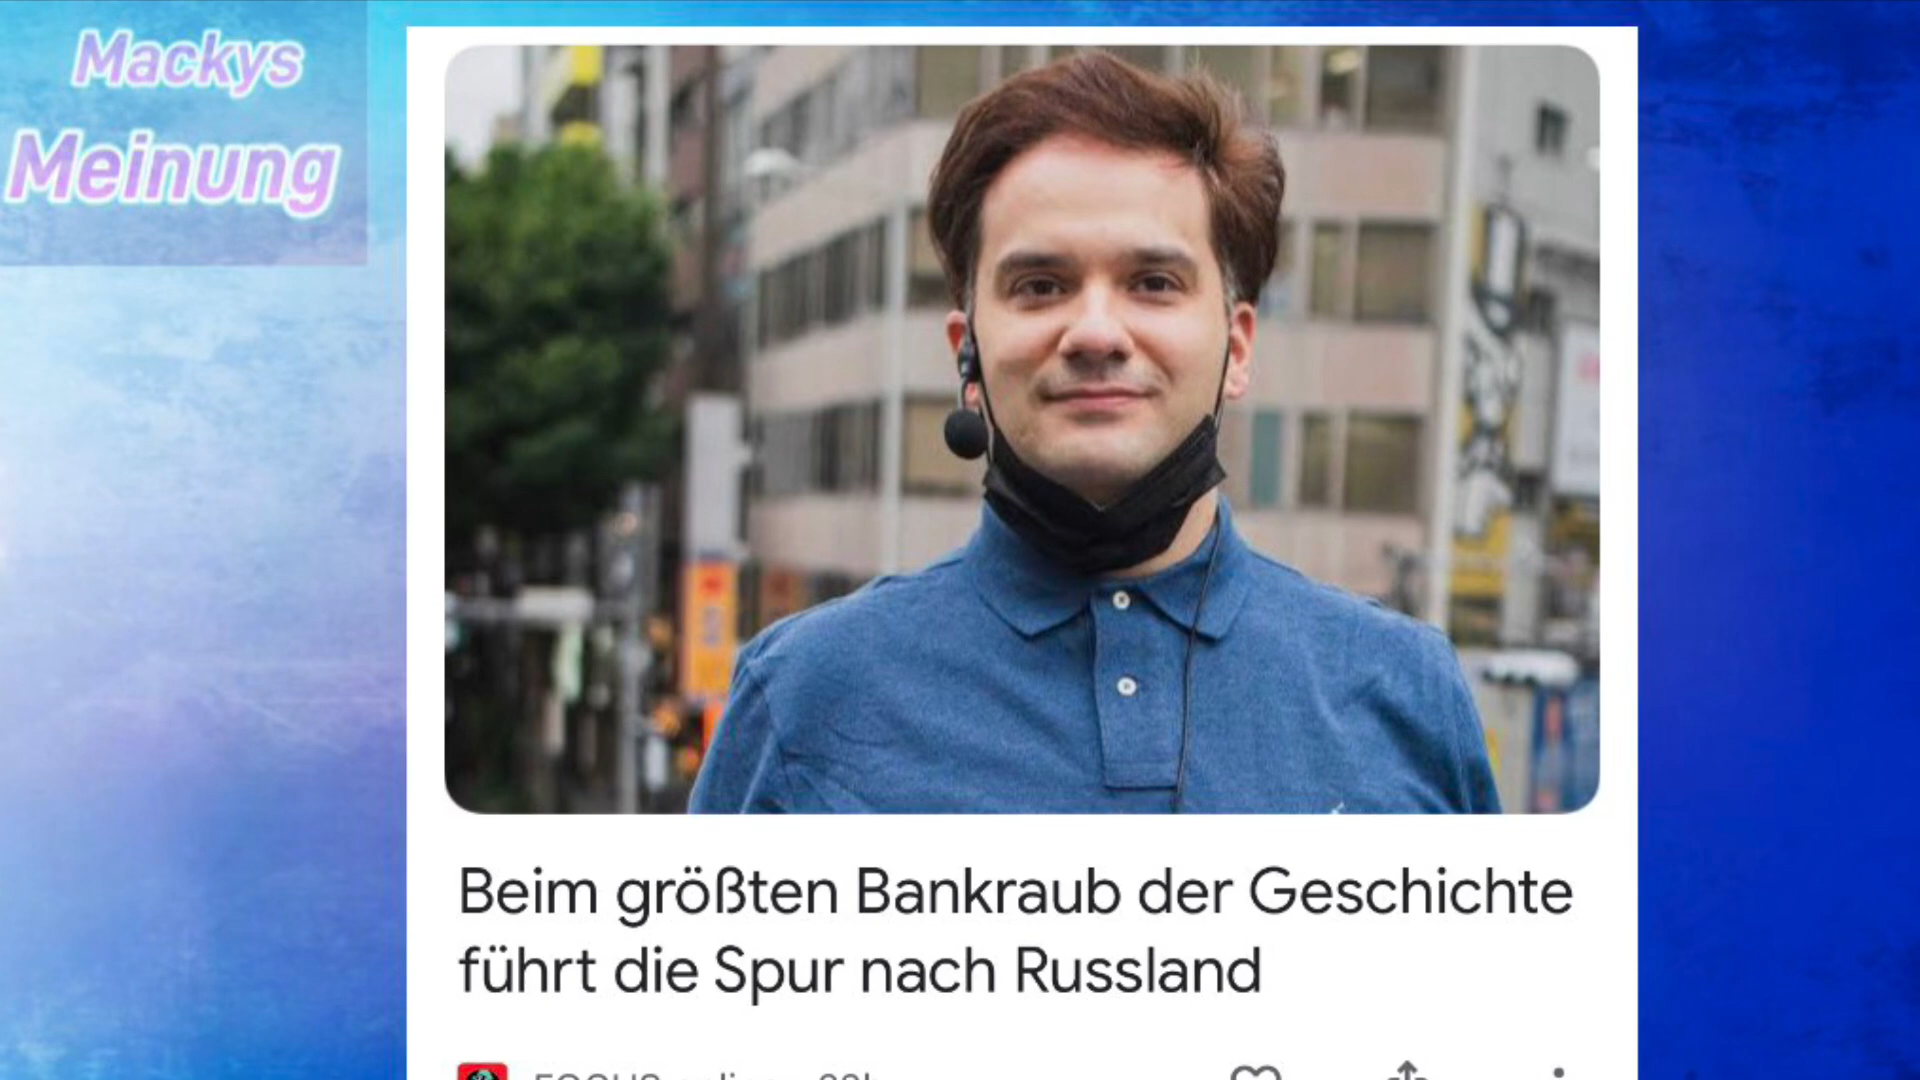 Mackys
Meinung
Beim größten Bankraub der Geschichte
führt die Spur nach Russland